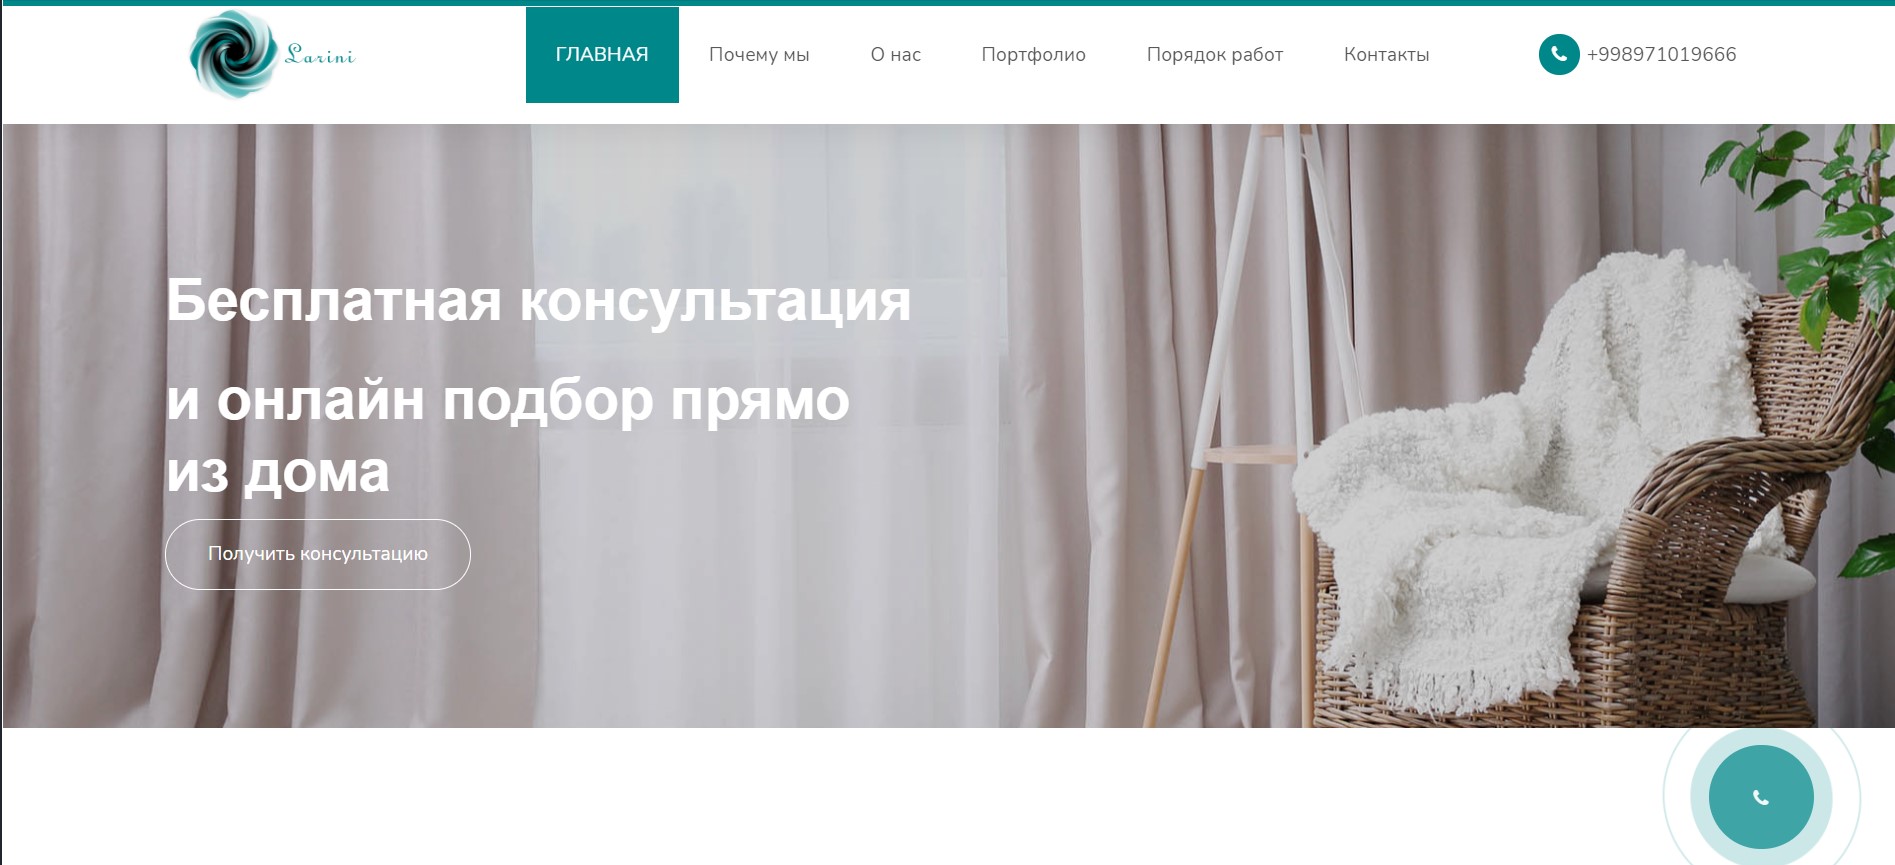 Larini
ГЛАВНАЯ
Почему мы
О нас
Портфолио
Порядок работ
Контакты
+998971019666
Бесплатная консультация
и онлайн подбор прямо
из дома
Получить консультацию